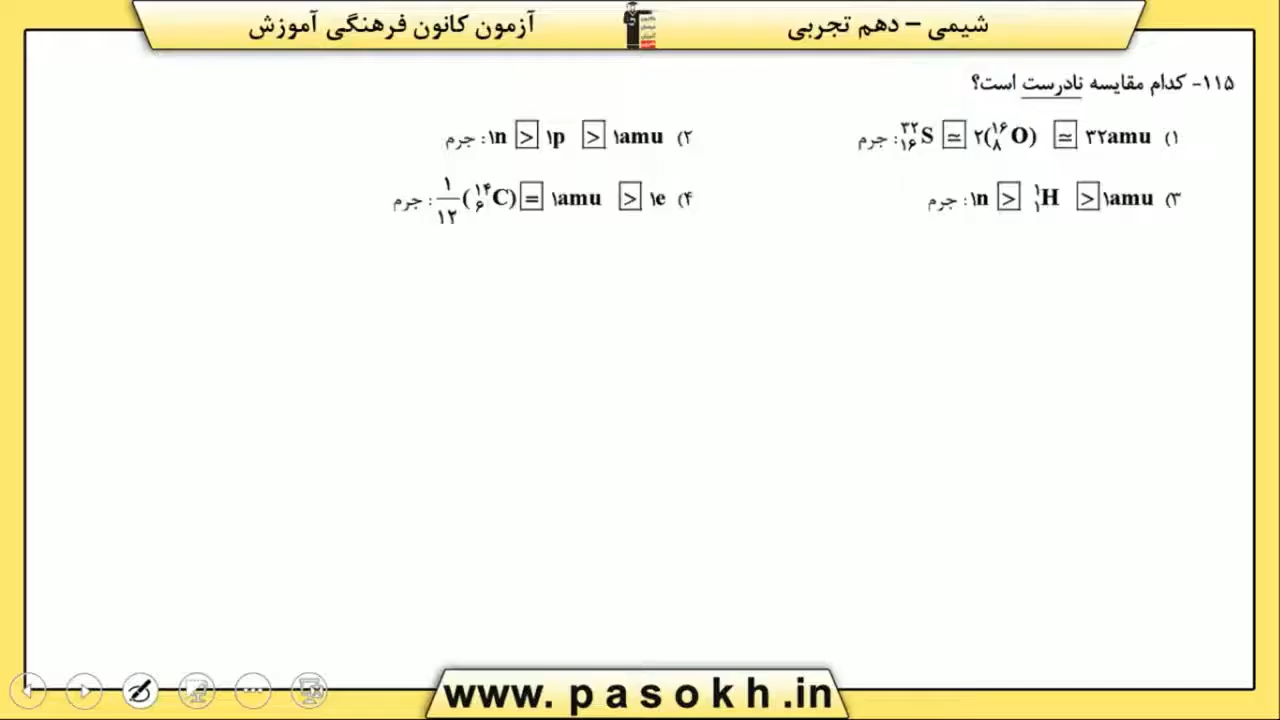 شیمی – دهم تجربی
آزمون کانون فرهنگی آموزش
۱۱۵- کدام مقایسه نادرست است؟
۱) جرم : ³²₁₆S ≃ ۲(¹⁶₈O) ≃ ۳۲amu
۲) جرم : ۱n > ۱p > ۱amu
۳) جرم : ۱n > ¹₁H > ۱amu
۴) جرم : ۱/۱۲(¹⁴₆C) = ۱amu > ۱e
www. p a s o k h .in